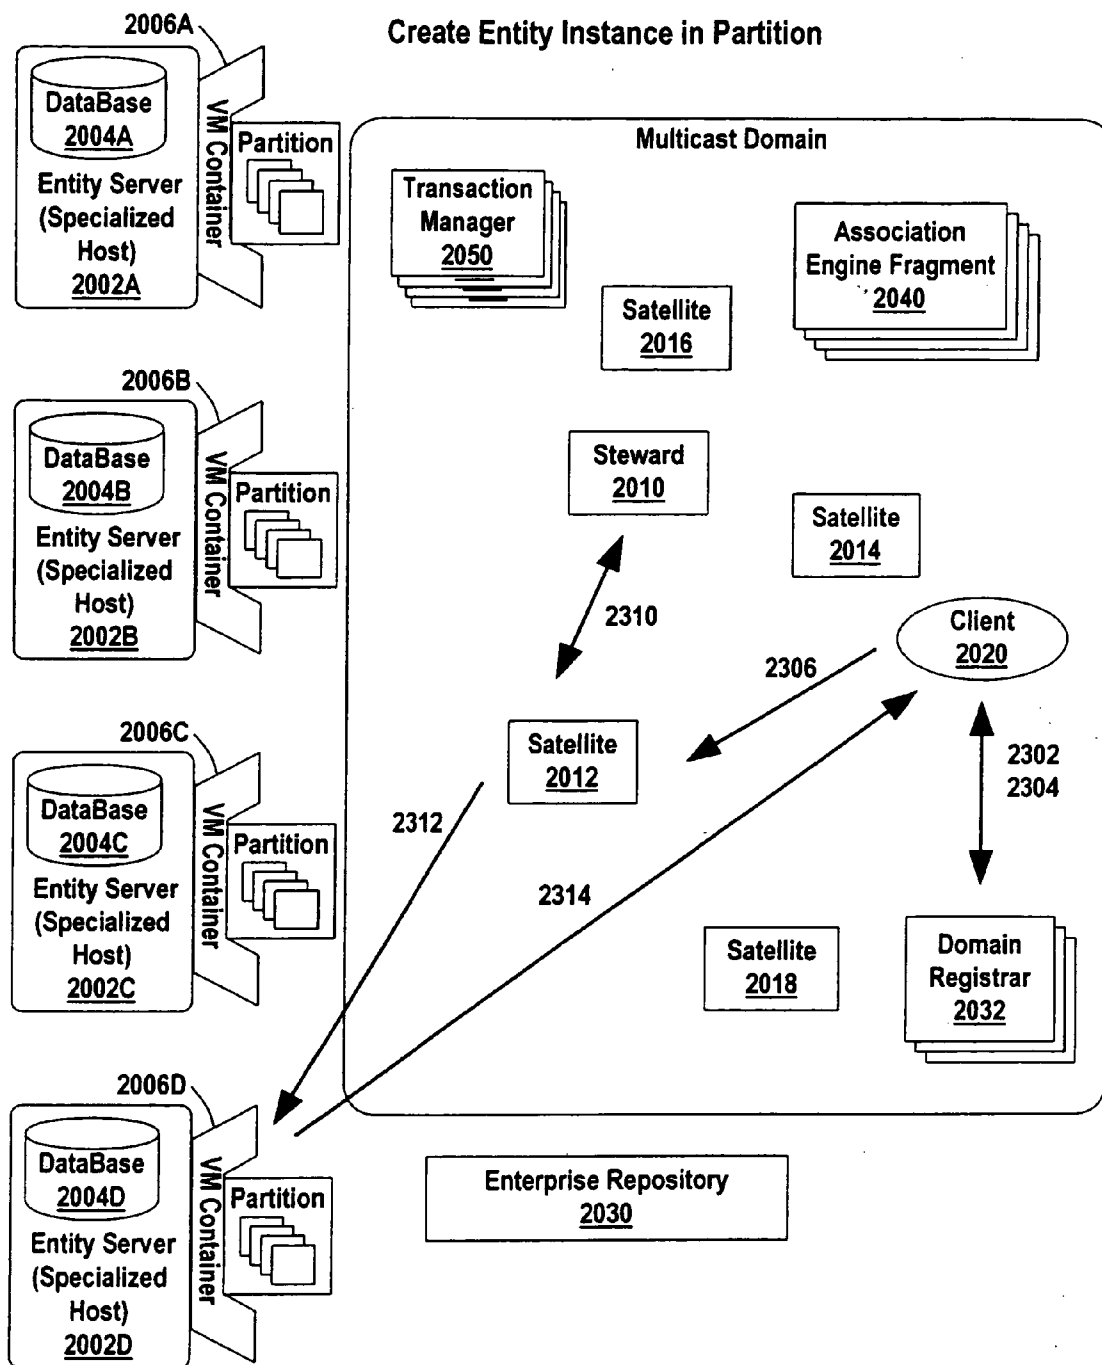 Create Entity Instance in Partition
2006A
DataBase
2004A
Entity Server
(Specialized
Host)
2002A
VM Container
Partition
2006B
DataBase
2004B
Entity Server
(Specialized
Host)
2002B
VM Container
Partition
2006C
DataBase
2004C
Entity Server
(Specialized
Host)
2002C
VM Container
Partition
2006D
DataBase
2004D
Entity Server
(Specialized
Host)
2002D
VM Container
Partition
Multicast Domain
Transaction
Manager
2050
Association
Engine Fragment
2040
Satellite
2016
Steward
2010
Satellite
2014
2310
Client
2020
2306
Satellite
2012
2302
2304
2312
2314
Satellite
2018
Domain
Registrar
2032
Enterprise Repository
2030